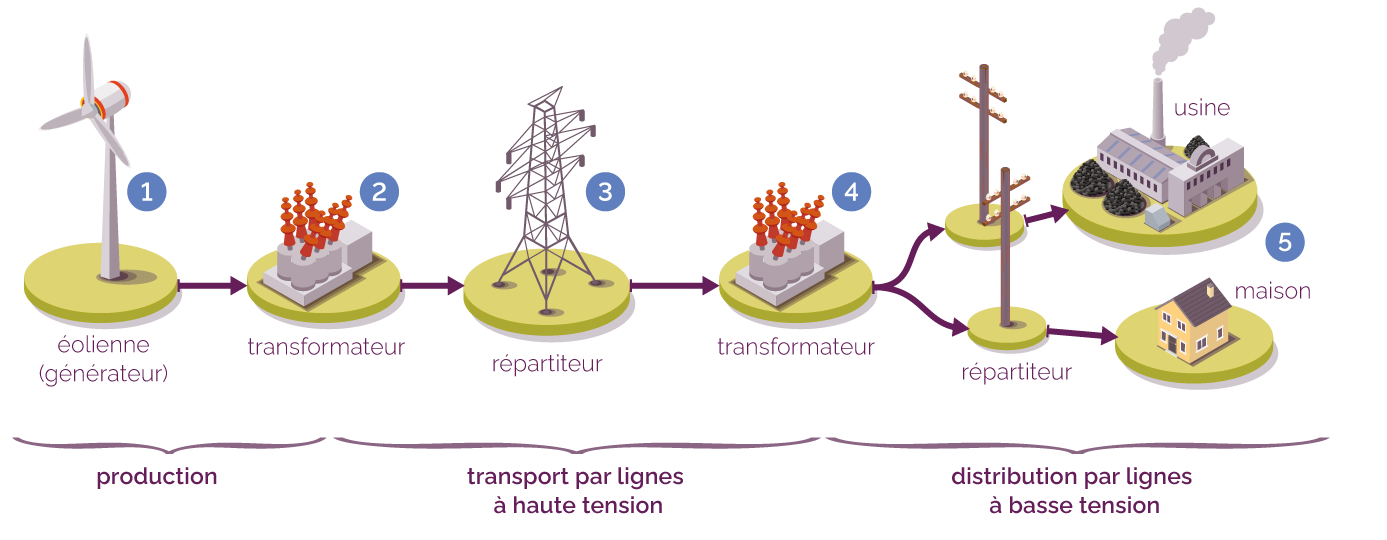 1
éolienne
(générateur)
2
transformateur
3
répartiteur
4
transformateur
répartiteur
usine
5
maison
production
transport par lignes
à haute tension
distribution par lignes
à basse tension